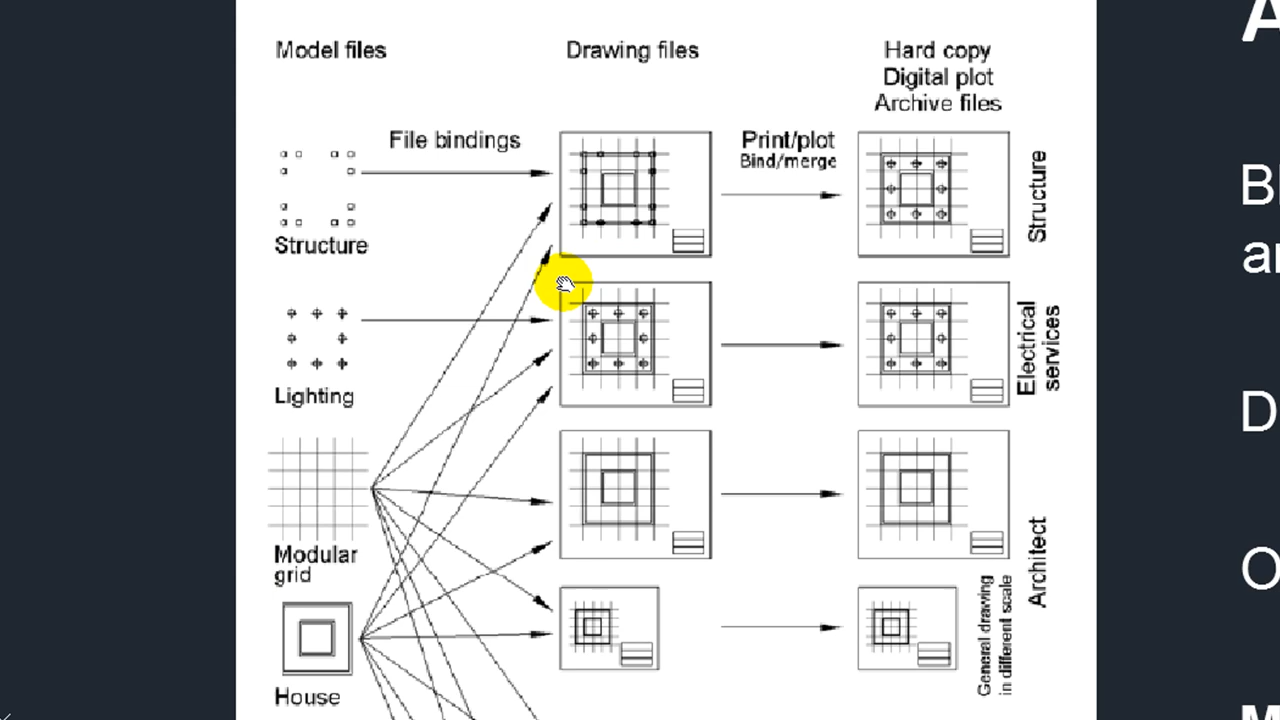 Model files
Drawing files
Hard copy
Digital plot
Archive files
File bindings
Print/plot
Bind/merge
Structure
Structure
Lighting
Electrical
services
Modular
grid
Architect
General drawing
in different scale
House
A
D
O